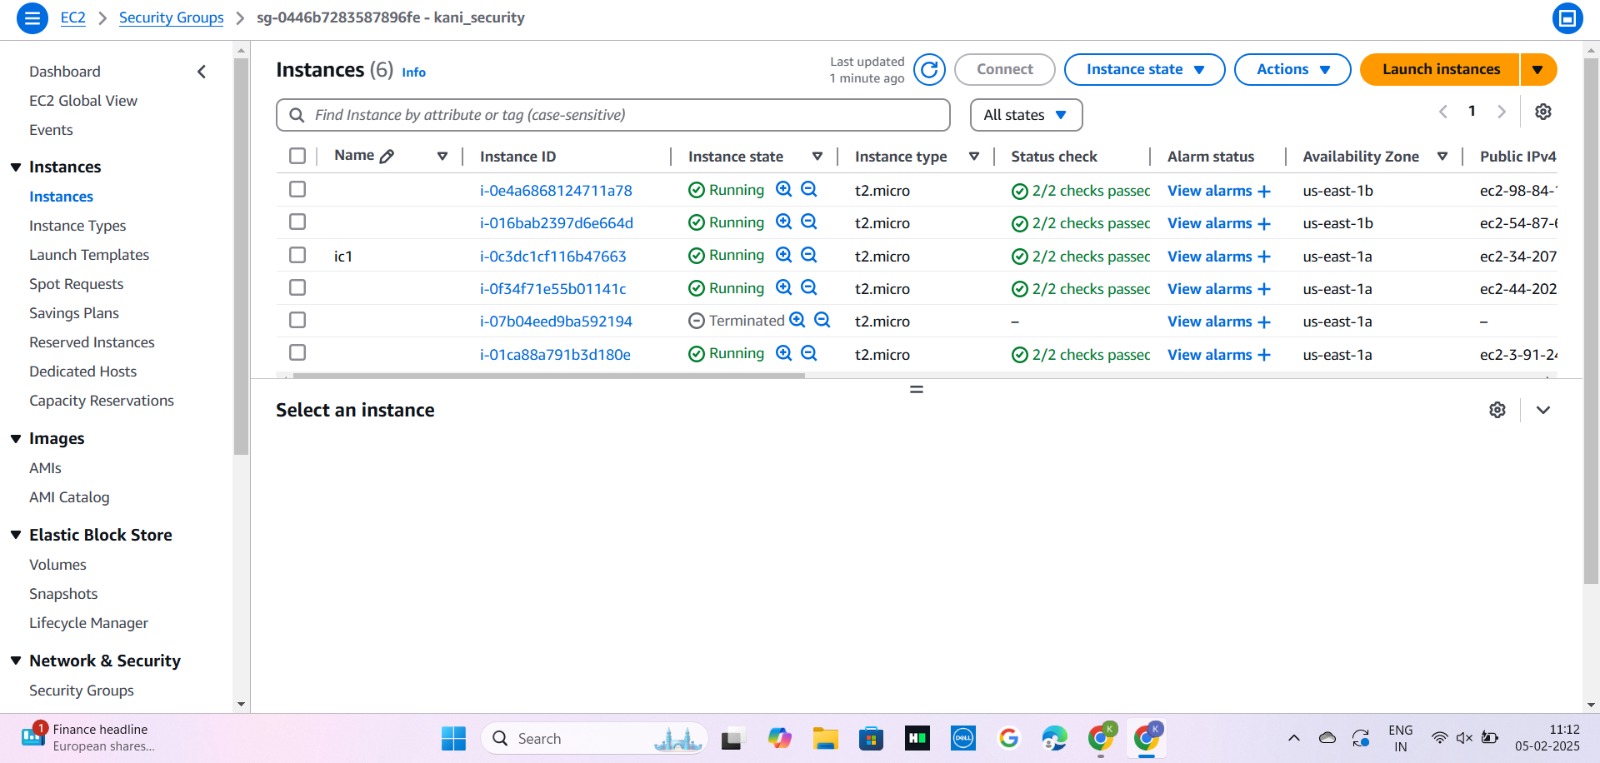 EC2 > Security Groups > sg-0446b7283587896fe - kani_security
Dashboard
EC2 Global View
Events
Instances
Instances
Instance Types
Launch Templates
Spot Requests
Savings Plans
Reserved Instances
Dedicated Hosts
Capacity Reservations
Images
AMIs
AMI Catalog
Elastic Block Store
Volumes
Snapshots
Lifecycle Manager
Network & Security
Security Groups
Instances (6) Info
Last updated
1 minute ago
Connect
Instance state
Actions
Launch instances
Find Instance by attribute or tag (case-sensitive)
All states
1
Name Instance ID Instance state Instance type Status check Alarm status Availability Zone Public IPv4
i-0e4a6868124711a78 Running t2.micro 2/2 checks passed View alarms + us-east-1b ec2-98-84-
i-016bab2397d6e664d Running t2.micro 2/2 checks passed View alarms + us-east-1b ec2-54-87-
ic1 i-0c3dc1cf116b47663 Running t2.micro 2/2 checks passed View alarms + us-east-1a ec2-34-207
i-0f34f71e55b01141c Running t2.micro 2/2 checks passed View alarms + us-east-1a ec2-44-202
i-07b04eed9ba592194 Terminated t2.micro – View alarms + us-east-1a –
i-01ca88a791b3d180e Running t2.micro 2/2 checks passed View alarms + us-east-1a ec2-3-91-
Select an instance
1
Finance headline
European shares...
Search
DELL
K
K
ENG
IN
11:12
05-02-2025